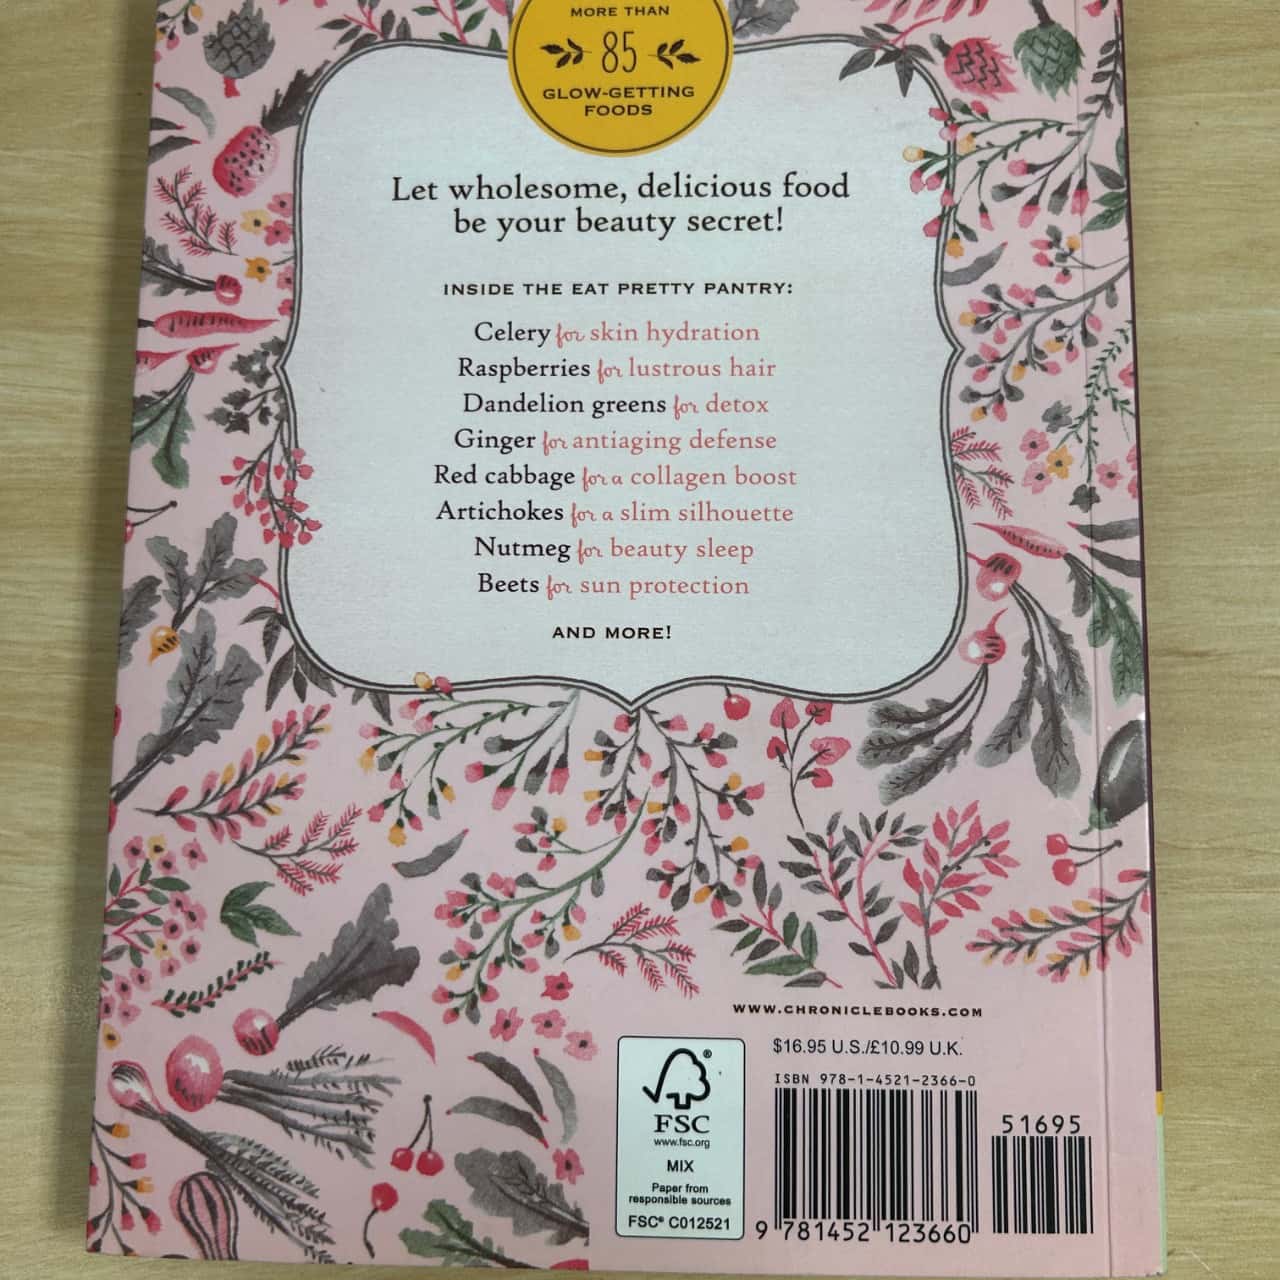 MORE THAN
85
GLOW-GETTING
FOODS
Let wholesome, delicious food
be your beauty secret!
INSIDE THE EAT PRETTY PANTRY:
Celery for skin hydration
Raspberries for lustrous hair
Dandelion greens for detox
Ginger for antiaging defense
Red cabbage for a collagen boost
Artichokes for a slim silhouette
Nutmeg for beauty sleep
Beets for sun protection
AND MORE!
WWW.CHRONICLEBOOKS.COM
$16.95 U.S./£10.99 U.K.
ISBN 978-1-4521-2366-0
51695
9 781452 123660
®
FSC
www.fsc.org
MIX
Paper from
responsible sources
FSC® C012521